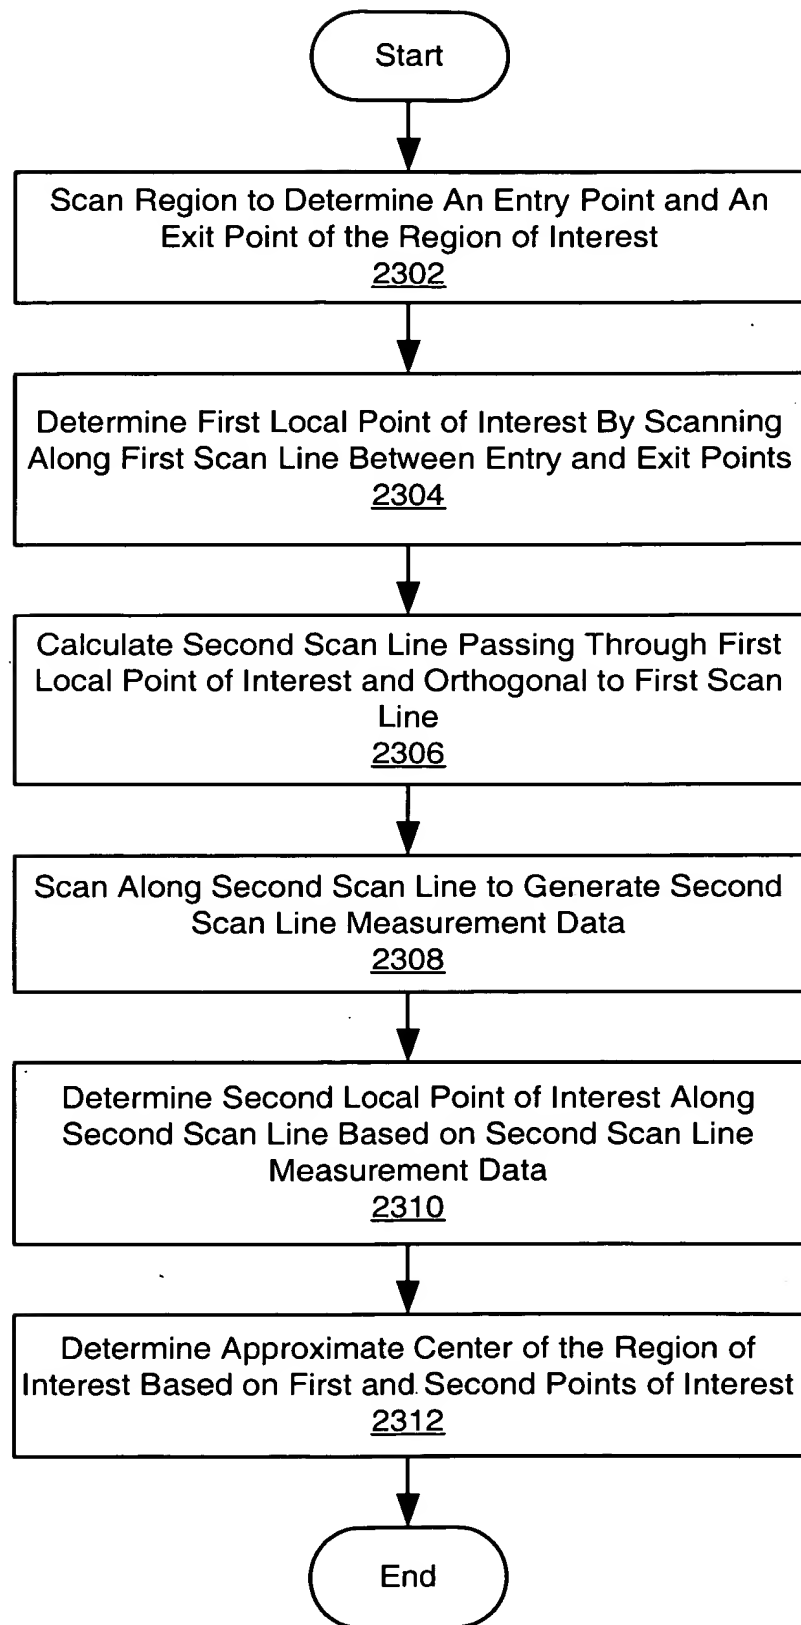 Start
Scan Region to Determine An Entry Point and An
Exit Point of the Region of Interest
2302
Determine First Local Point of Interest By Scanning
Along First Scan Line Between Entry and Exit Points
2304
Calculate Second Scan Line Passing Through First
Local Point of Interest and Orthogonal to First Scan
Line
2306
Scan Along Second Scan Line to Generate Second
Scan Line Measurement Data
2308
Determine Second Local Point of Interest Along
Second Scan Line Based on Second Scan Line
Measurement Data
2310
Determine Approximate Center of the Region of
Interest Based on First and Second Points of Interest
2312
End